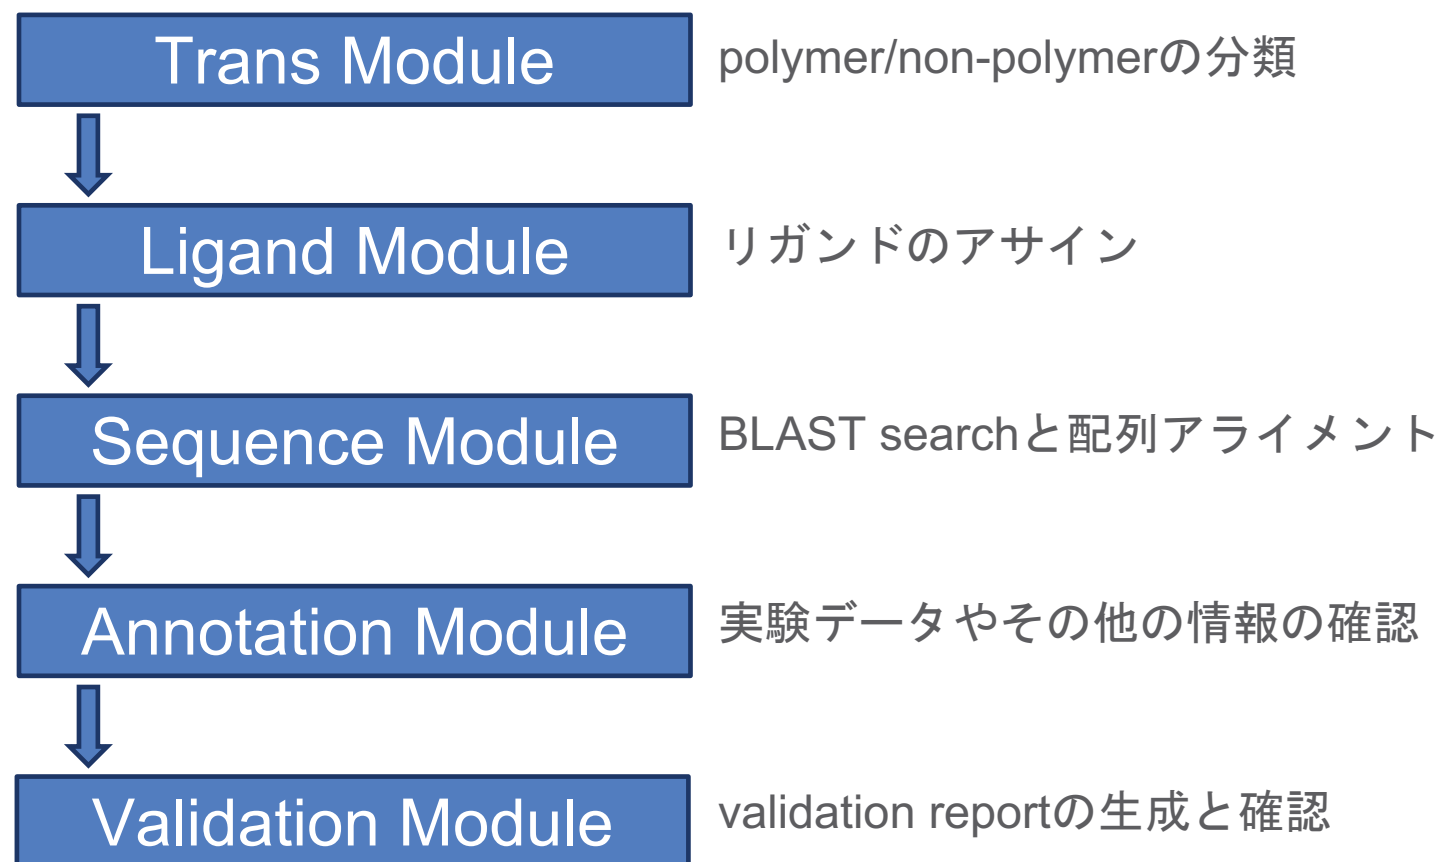 Trans Module
polymer/non-polymerの分類
Ligand Module
リガンドのアサイン
Sequence Module
BLAST searchと配列アライメント
Annotation Module
実験データやその他の情報の確認
Validation Module
validation reportの生成と確認